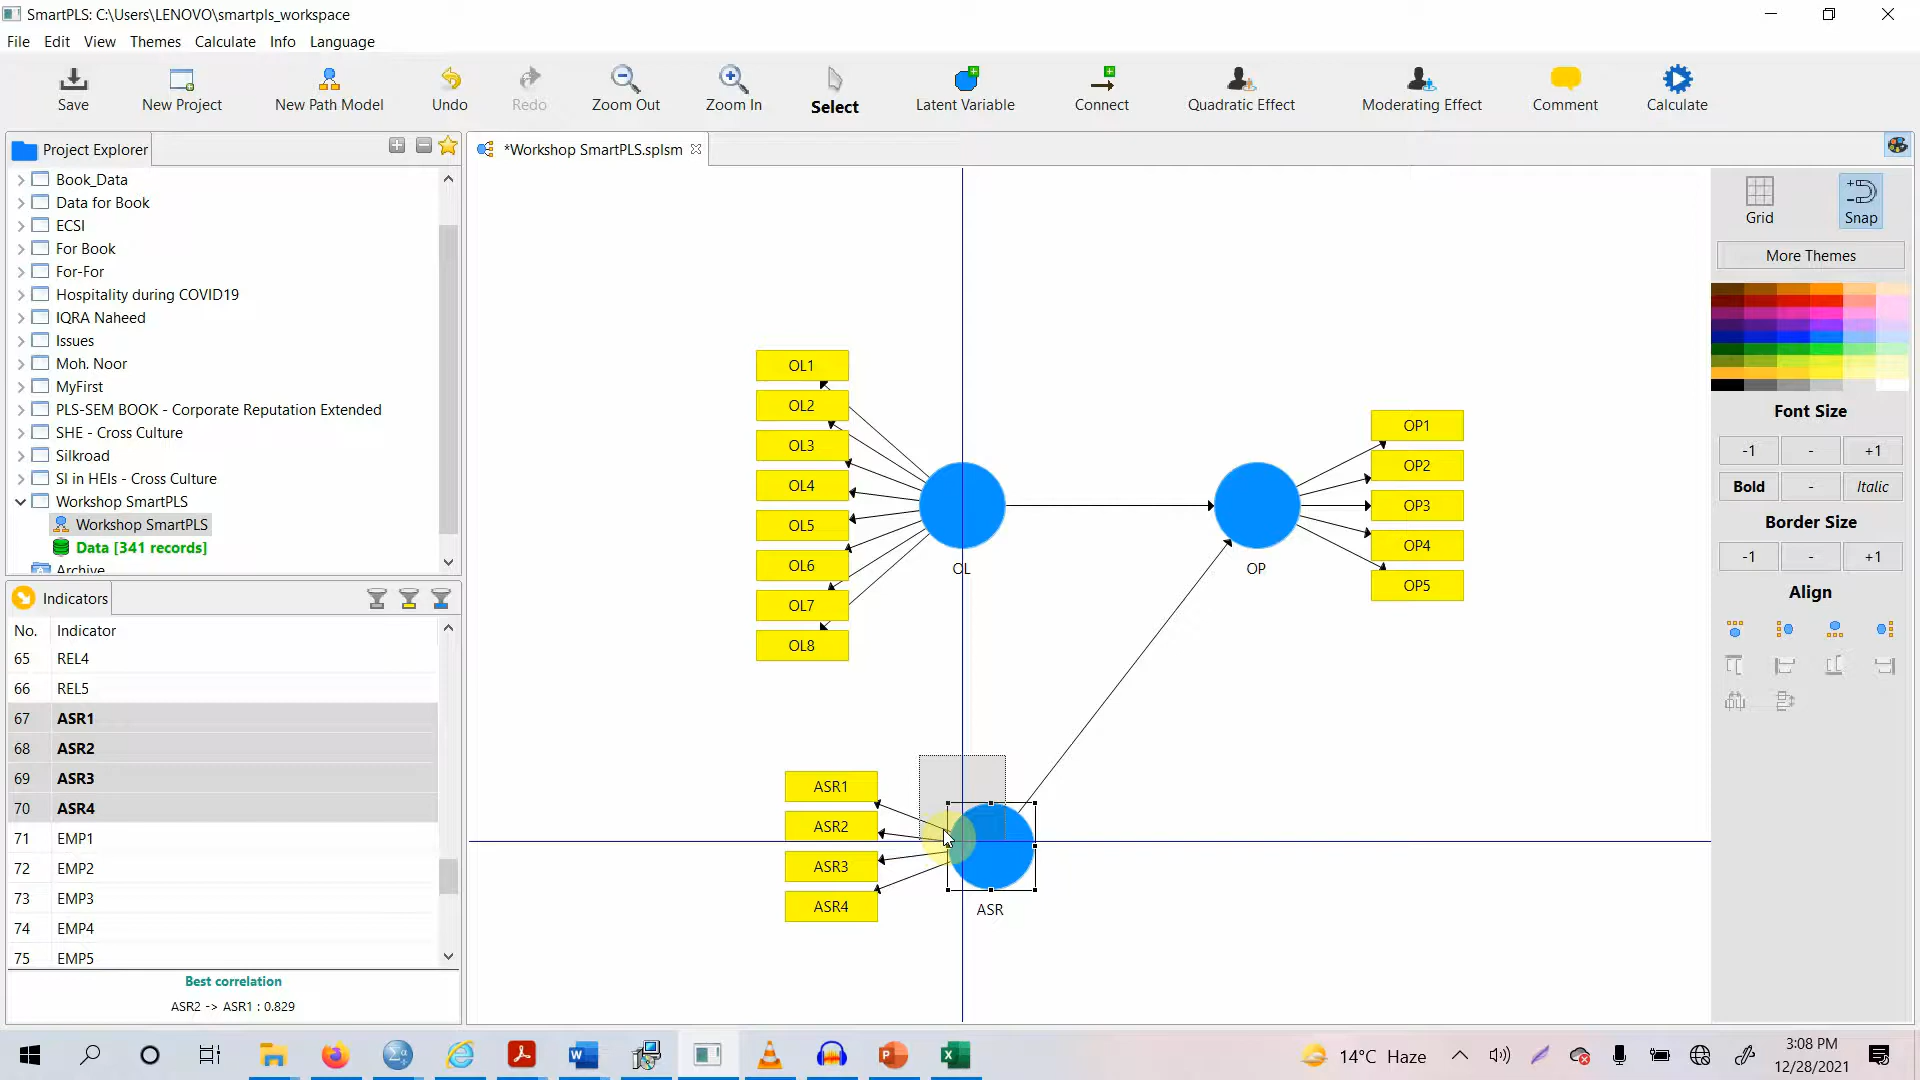 SmartPLS: C:\Users\LENOVO\smartpls_workspace
File Edit View Themes Calculate Info Language
Save New Project New Path Model Undo Redo Zoom Out Zoom In Select Latent Variable Connect Quadratic Effect Moderating Effect Comment Calculate
Project Explorer
Book_Data
Data for Book
ECSI
For Book
For-For
Hospitality during COVID19
IQRA Naheed
Issues
Moh. Noor
MyFirst
PLS-SEM BOOK - Corporate Reputation Extended
SHE - Cross Culture
Silkroad
SI in HEIs - Cross Culture
Workshop SmartPLS
Workshop SmartPLS
Data [341 records]
Archive
Indicators
No. Indicator
65 REL4
66 REL5
67 ASR1
68 ASR2
69 ASR3
70 ASR4
71 EMP1
72 EMP2
73 EMP3
74 EMP4
75 EMP5
Best correlation
ASR2 -> ASR1 : 0.829
*Workshop SmartPLS.splsm
OL1
OL2
OL3
OL4
OL5
OL6
OL7
OL8
OL
OP
OP1
OP2
OP3
OP4
OP5
ASR1
ASR2
ASR3
ASR4
ASR
Grid Snap
More Themes
Font Size
-1 - +1
Bold - Italic
Border Size
-1 - +1
Align
14°C Haze
3:08 PM
12/28/2021